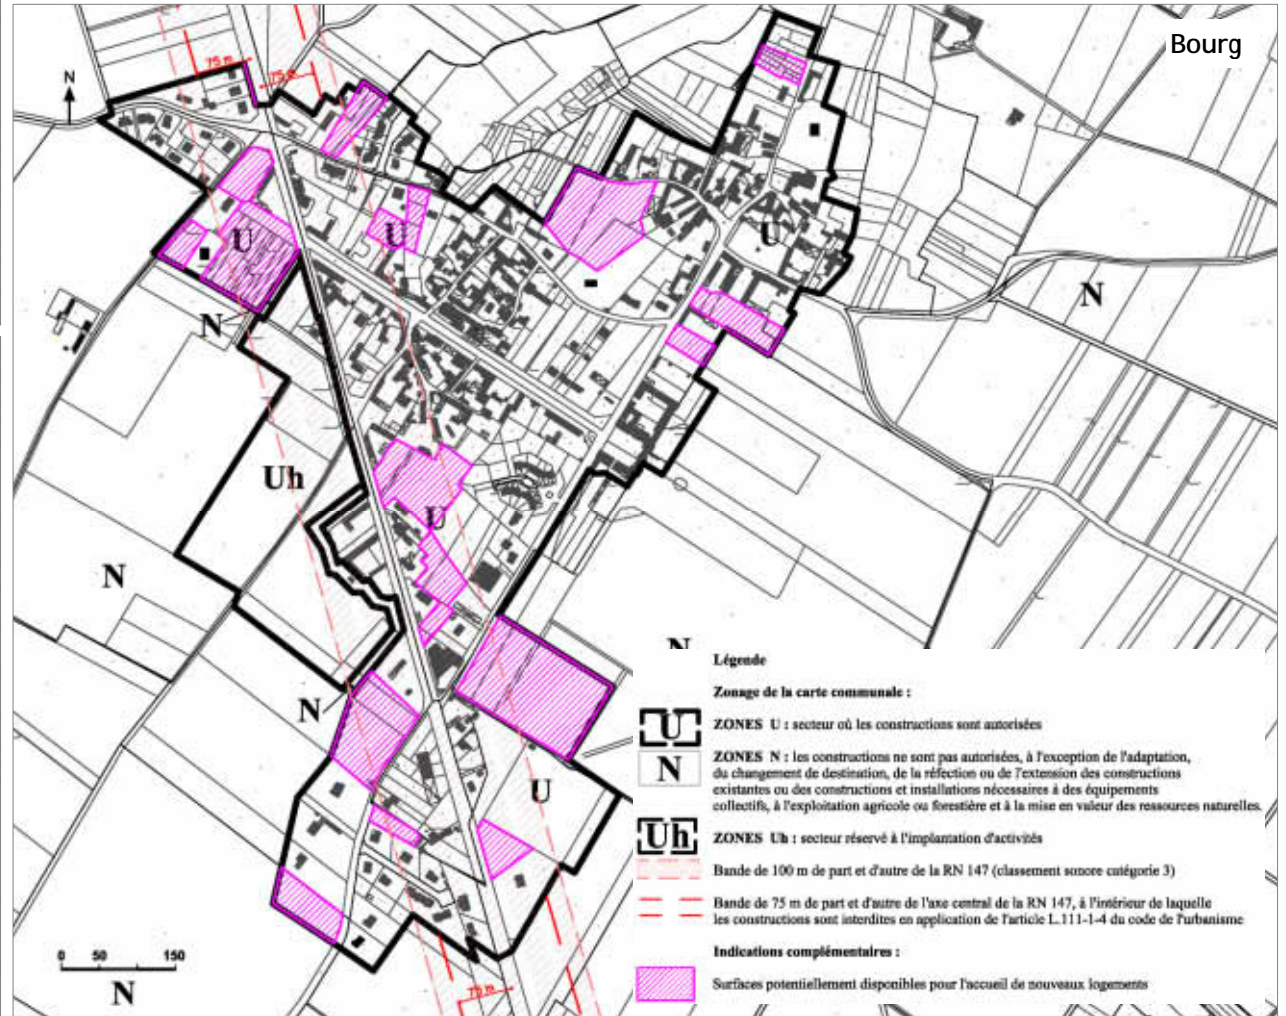 Bourg
N
75 m
75 m
U
U
U
N
N
Uh
U
N
N
N
U
N
0 50 150
75 m
Légende
Zonage de la carte communale :
U
ZONES U : secteur où les constructions sont autorisées
N
ZONES N : les constructions ne sont pas autorisées, à l'exception de l'adaptation,
du changement de destination, de la réfection ou de l'extension des constructions
existantes ou des constructions et installations nécessaires à des équipements
collectifs, à l'exploitation agricole ou forestière et à la mise en valeur des ressources naturelles.
Uh
ZONES Uh : secteur réservé à l'implantation d'activités
Bande de 100 m de part et d'autre de la RN 147 (classement sonore catégorie 3)
Bande de 75 m de part et d'autre de l'axe central de la RN 147, à l'intérieur de laquelle
les constructions sont interdites en application de l'article L.111-1-4 du code de l'urbanisme
Indications complémentaires :
Surfaces potentiellement disponibles pour l'accueil de nouveaux logements